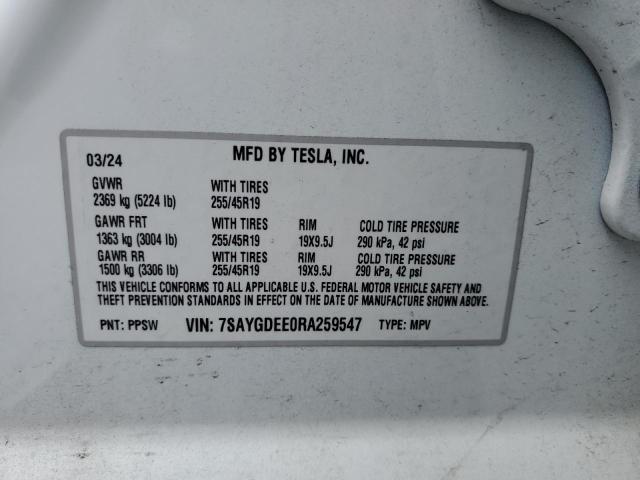 03/24 MFD BY TESLA, INC.
GVWR WITH TIRES
2369 kg (5224 lb) 255/45R19
GAWR FRT WITH TIRES RIM COLD TIRE PRESSURE
1363 kg (3004 lb) 255/45R19 19X9.5J 290 kPa, 42 psi
GAWR RR WITH TIRES RIM COLD TIRE PRESSURE
1500 kg (3306 lb) 255/45R19 19X9.5J 290 kPa, 42 psi
THIS VEHICLE CONFORMS TO ALL APPLICABLE U.S. FEDERAL MOTOR VEHICLE SAFETY AND
THEFT PREVENTION STANDARDS IN EFFECT ON THE DATE OF MANUFACTURE SHOWN ABOVE.
PNT: PPSW VIN: 7SAYGDEE0RA259547 TYPE: MPV